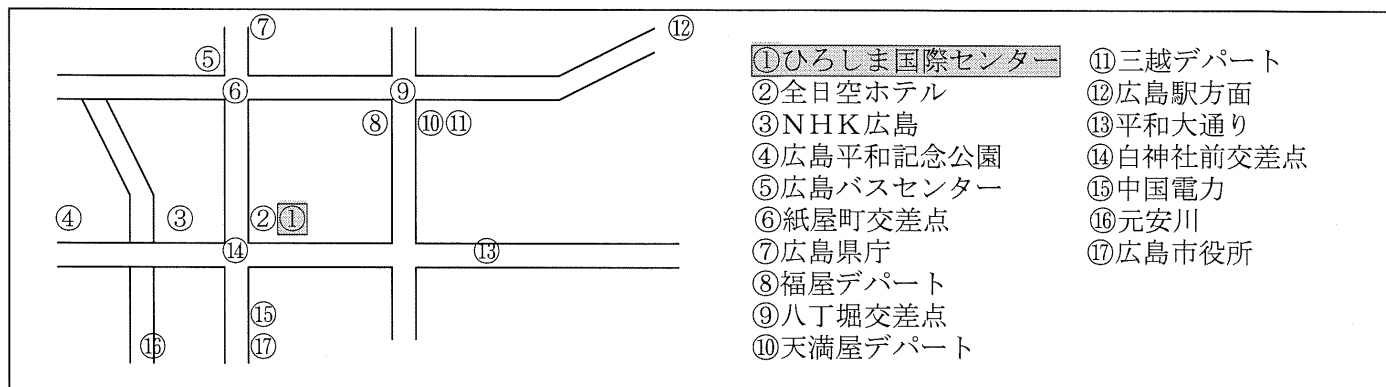 ⑦
⑫
⑤
⑥
⑨
⑧
⑩⑪
④
③
②
①
⑭
⑬
⑮
⑯
⑰
①ひろしま国際センター
②全日空ホテル
③NHK広島
④広島平和記念公園
⑤広島バスセンター
⑥紙屋町交差点
⑦広島県庁
⑧福屋デパート
⑨八丁堀交差点
⑩天満屋デパート
⑪三越デパート
⑫広島駅方面
⑬平和大通り
⑭白神社前交差点
⑮中国電力
⑯元安川
⑰広島市役所